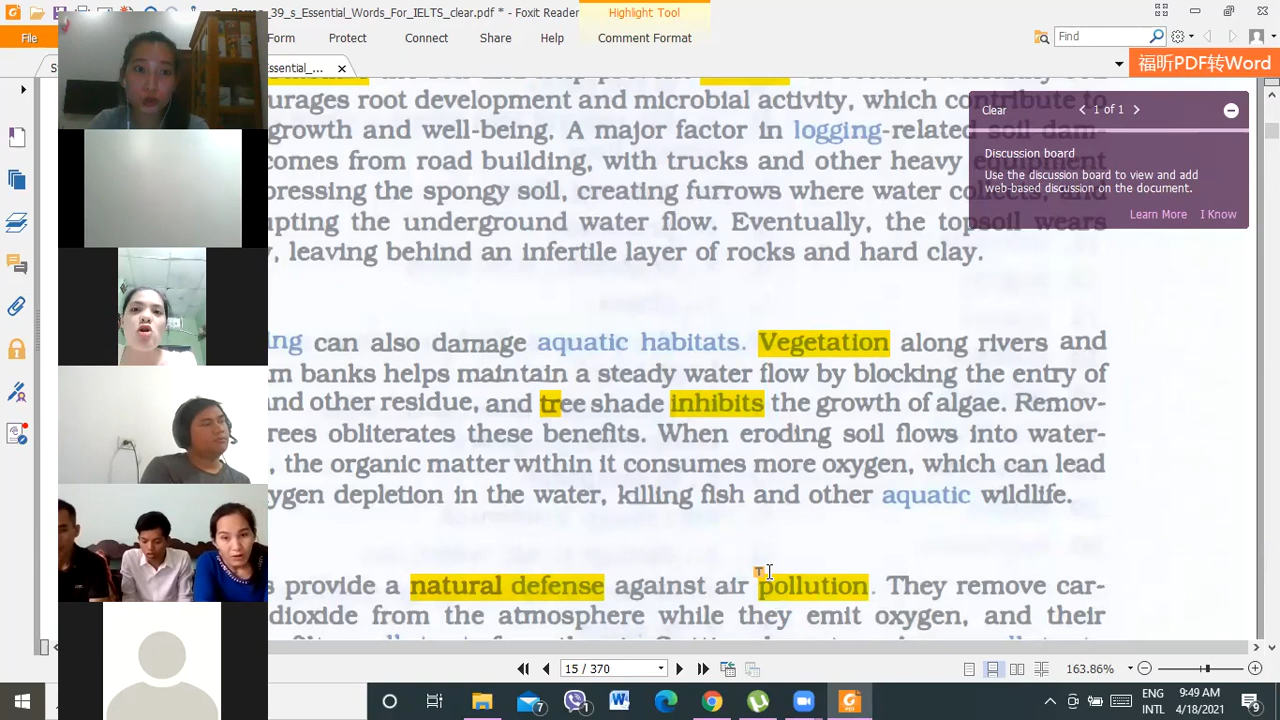 _Person_39_s_Essential_Words_For_IELTS_clear.pdf * - Foxit Reader
Highlight Tool
File
Form Protect Connect Share Help Comment Format
Find
Essential_...
福昕PDF转Word
urages root development and microbial activity, which contribute to
growth and well-being. A major factor in logging-related soil dam-
comes from road building, with trucks and other heavy equipment
pressing the spongy soil, creating furrows where water collects, and
pting the underground water flow. Eventually, the topsoil wears
, leaving behind an infertile layer of rocks and hard clay.
Clear
1 of 1
Discussion board
Use the discussion board to view and add
web-based discussion on the document.
Learn More I Know
ing can also damage aquatic habitats. Vegetation along rivers and
m banks helps maintain a steady water flow by blocking the entry of
nd other residue, and tree shade inhibits the growth of algae. Remov-
rees obliterates these benefits. When eroding soil flows into water-
, the organic matter within it consumes more oxygen, which can lead
ygen depletion in the water, killing fish and other aquatic wildlife.
s provide a natural defense against air pollution. They remove car-
dioxide from the atmosphere while they emit oxygen, and their
15 / 370
163.86%
7
1
ENG
INTL
9:49 AM
4/18/2021
9